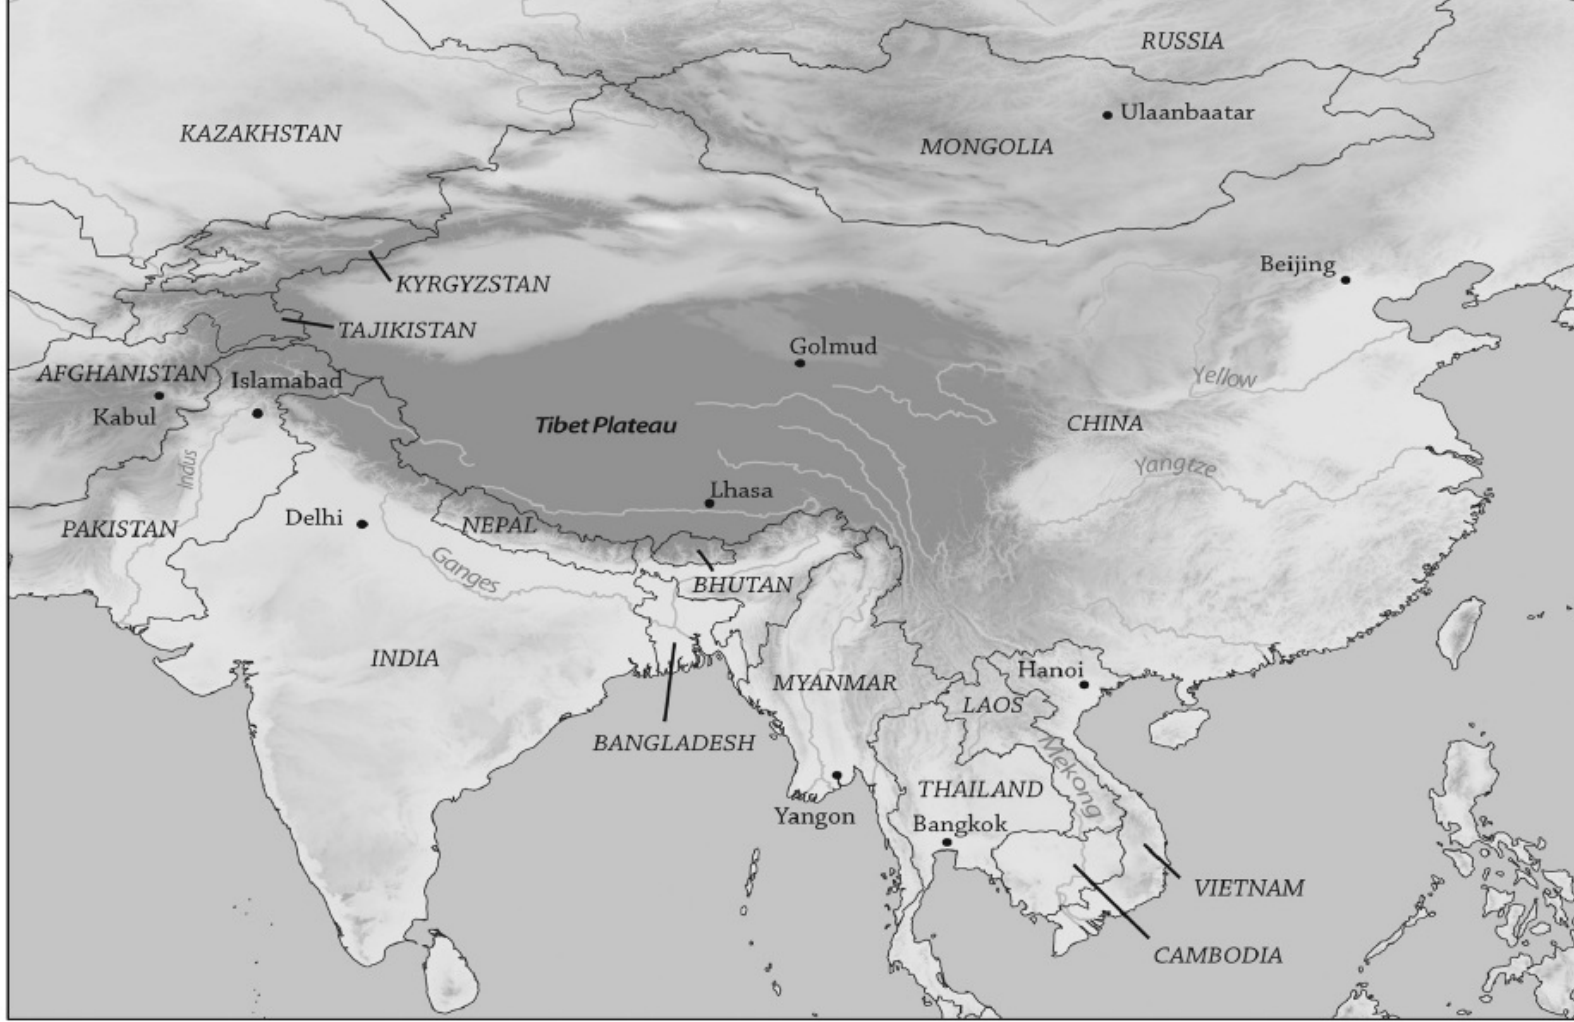 RUSSIA
Ulaanbaatar
KAZAKHSTAN
MONGOLIA
Beijing
KYRGYZSTAN
TAJIKISTAN
Golmud
AFGHANISTAN
Islamabad
Yellow
Kabul
Tibet Plateau
CHINA
Indus
Yangtze
Lhasa
PAKISTAN
Delhi
NEPAL
Ganges
BHUTAN
INDIA
Hanoi
MYANMAR
LAOS
BANGLADESH
Mekong
THAILAND
Yangon
Bangkok
VIETNAM
CAMBODIA